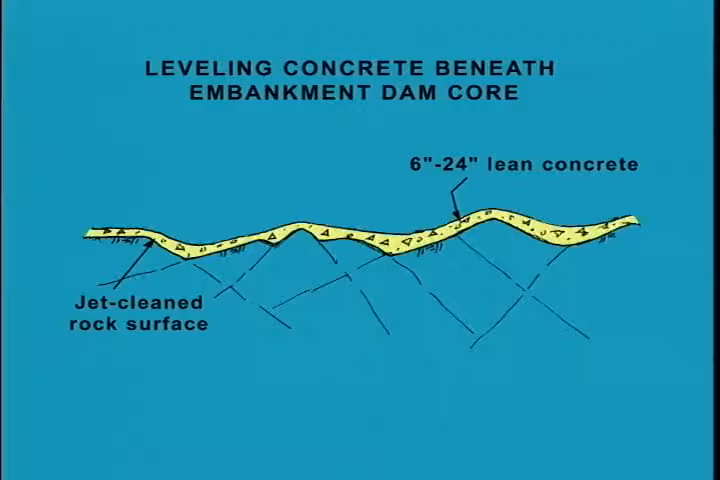 LEVELING CONCRETE BENEATH
EMBANKMENT DAM CORE
6"-24" lean concrete
Jet-cleaned
rock surface